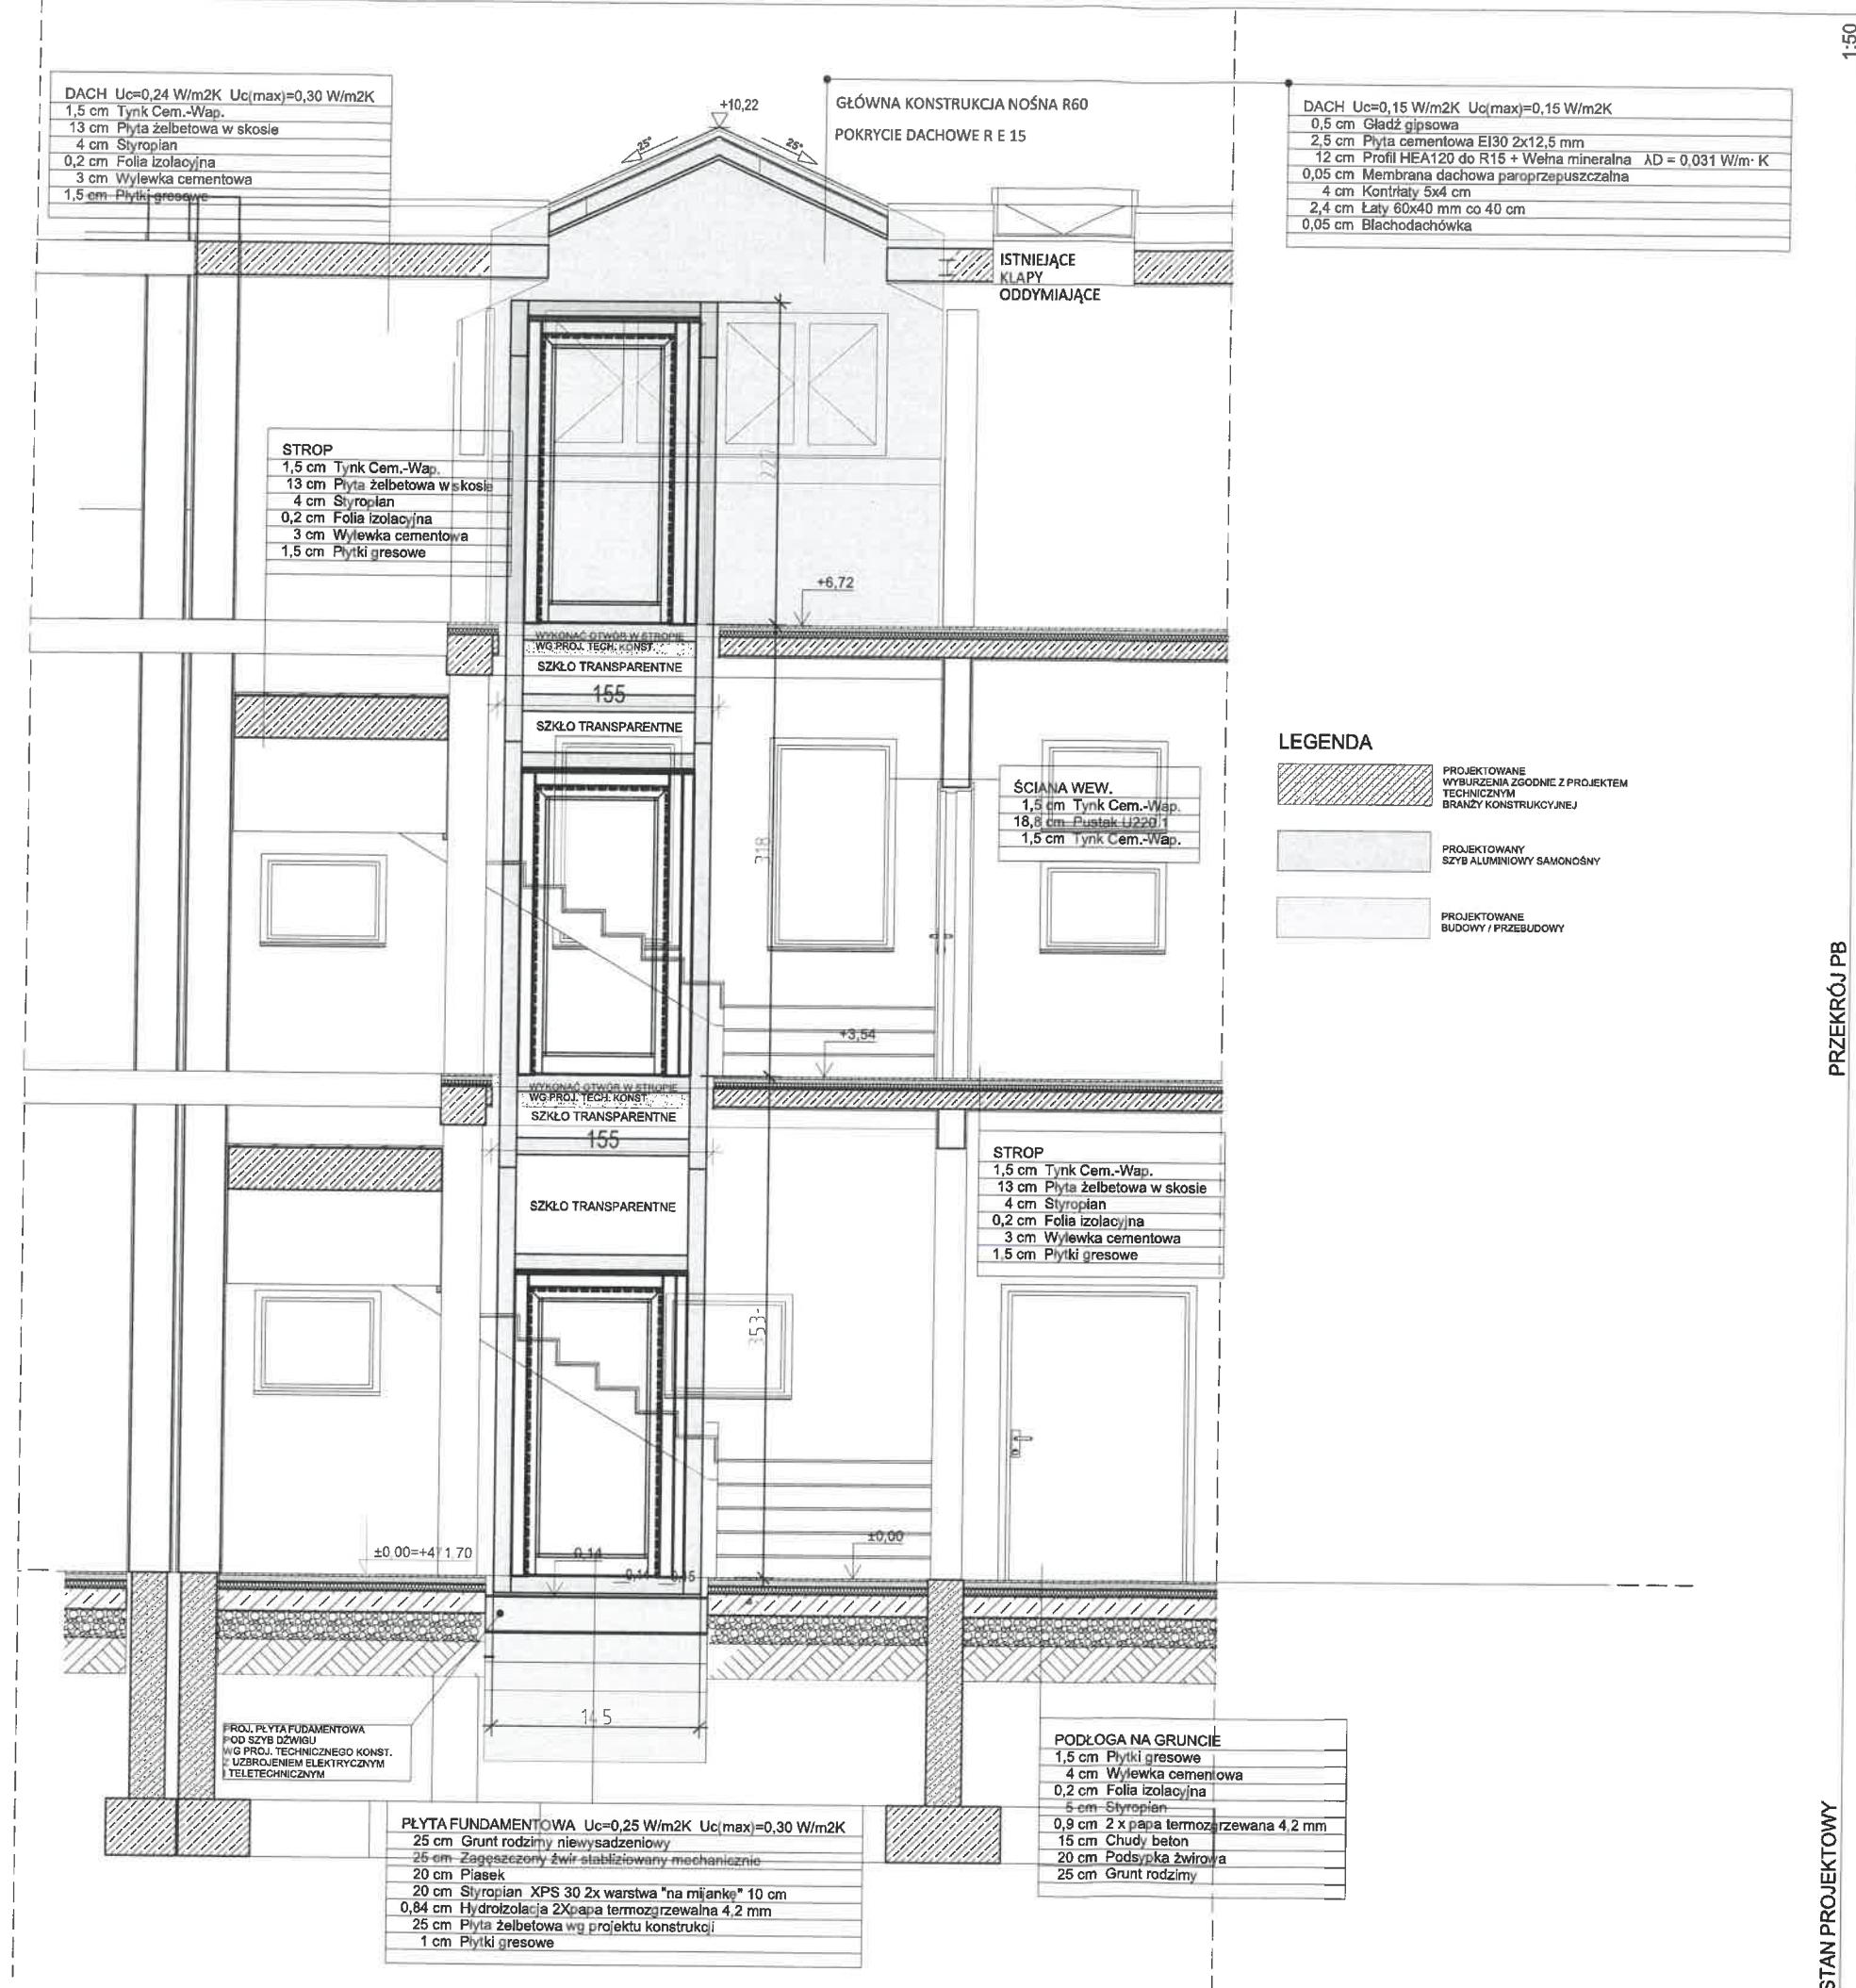 1:50
DACH Uc=0,24 W/m2K Uc(max)=0,30 W/m2K
1,5 cm Tynk Cem.-Wap.
13 cm Płyta żelbetowa w skosie
4 cm Styropian
0,2 cm Folia izolacyjna
3 cm Wylewka cementowa
1,5 cm Płytki gresowe
+10,22
25°
25°
GŁÓWNA KONSTRUKCJA NOŚNA R60
POKRYCIE DACHOWE R E 15
DACH Uc=0,15 W/m2K Uc(max)=0,15 W/m2K
0,5 cm Gładź gipsowa
2,5 cm Płyta cementowa EI30 2x12,5 mm
12 cm Profil HEA120 do R15 + Wełna mineralna λD = 0,031 W/m· K
0,05 cm Membrana dachowa paroprzepuszczalna
4 cm Kontrłaty 5x4 cm
2,4 cm Łaty 60x40 mm co 40 cm
0,05 cm Blachodachówka
ISTNIEJĄCE
KLAPY
ODDYMIAJĄCE
STROP
1,5 cm Tynk Cem.-Wap.
13 cm Płyta żelbetowa w skosie
4 cm Styropian
0,2 cm Folia izolacyjna
3 cm Wylewka cementowa
1,5 cm Płytki gresowe
+6,72
WYKONAĆ OTWÓR W STROPIE
WG PROJ. TECH. KONST.
SZKŁO TRANSPARENTNE
155
SZKŁO TRANSPARENTNE
318
ŚCIANA WEW.
1,5 cm Tynk Cem.-Wap.
18,8 cm Pustak U220
1,5 cm Tynk Cem.-Wap.
LEGENDA
PROJEKTOWANE
WYBURZENIA ZGODNIE Z PROJEKTEM
TECHNICZNYM
BRANŻY KONSTRUKCYJNEJ
PROJEKTOWANY
SZYB ALUMINIOWY SAMONOŚNY
PROJEKTOWANE
BUDOWY / PRZEBUDOWY
PRZEKRÓJ PB
+3,54
WYKONAĆ OTWÓR W STROPIE
WG PROJ. TECH. KONST
SZKŁO TRANSPARENTNE
155
SZKŁO TRANSPARENTNE
STROP
1,5 cm Tynk Cem.-Wap.
13 cm Płyta żelbetowa w skosie
4 cm Styropian
0,2 cm Folia izolacyjna
3 cm Wylewka cementowa
1,5 cm Płytki gresowe
353
±0,00
±0,00=+471,70
-0,14
145
PROJ. PŁYTA FUDAMENTOWA
POD SZYB DŹWIGU
WG PROJ. TECHNICZNEGO KONST.
Z UZBROJENIEM ELEKTRYCZNYM
I TELETECHNICZNYM
PODŁOGA NA GRUNCIE
1,5 cm Płytki gresowe
4 cm Wylewka cementowa
0,2 cm Folia izolacyjna
5 cm Styropian
0,9 cm 2 x papa termozgrzewana 4,2 mm
15 cm Chudy beton
20 cm Podsypka żwirowa
25 cm Grunt rodzimy
PŁYTA FUNDAMENTOWA Uc=0,25 W/m2K Uc(max)=0,30 W/m2K
25 cm Grunt rodzimy niewysadzeniowy
25 cm Zagęszczony żwir stabliziowany mechanicznie
20 cm Piasek
20 cm Styropian XPS 30 2x warstwa "na mijankę" 10 cm
0,84 cm Hydroizolacja 2Xpapa termozgrzewalna 4,2 mm
25 cm Płyta żelbetowa wg projektu konstrukcji
1 cm Płytki gresowe
STAN PROJEKTOWY